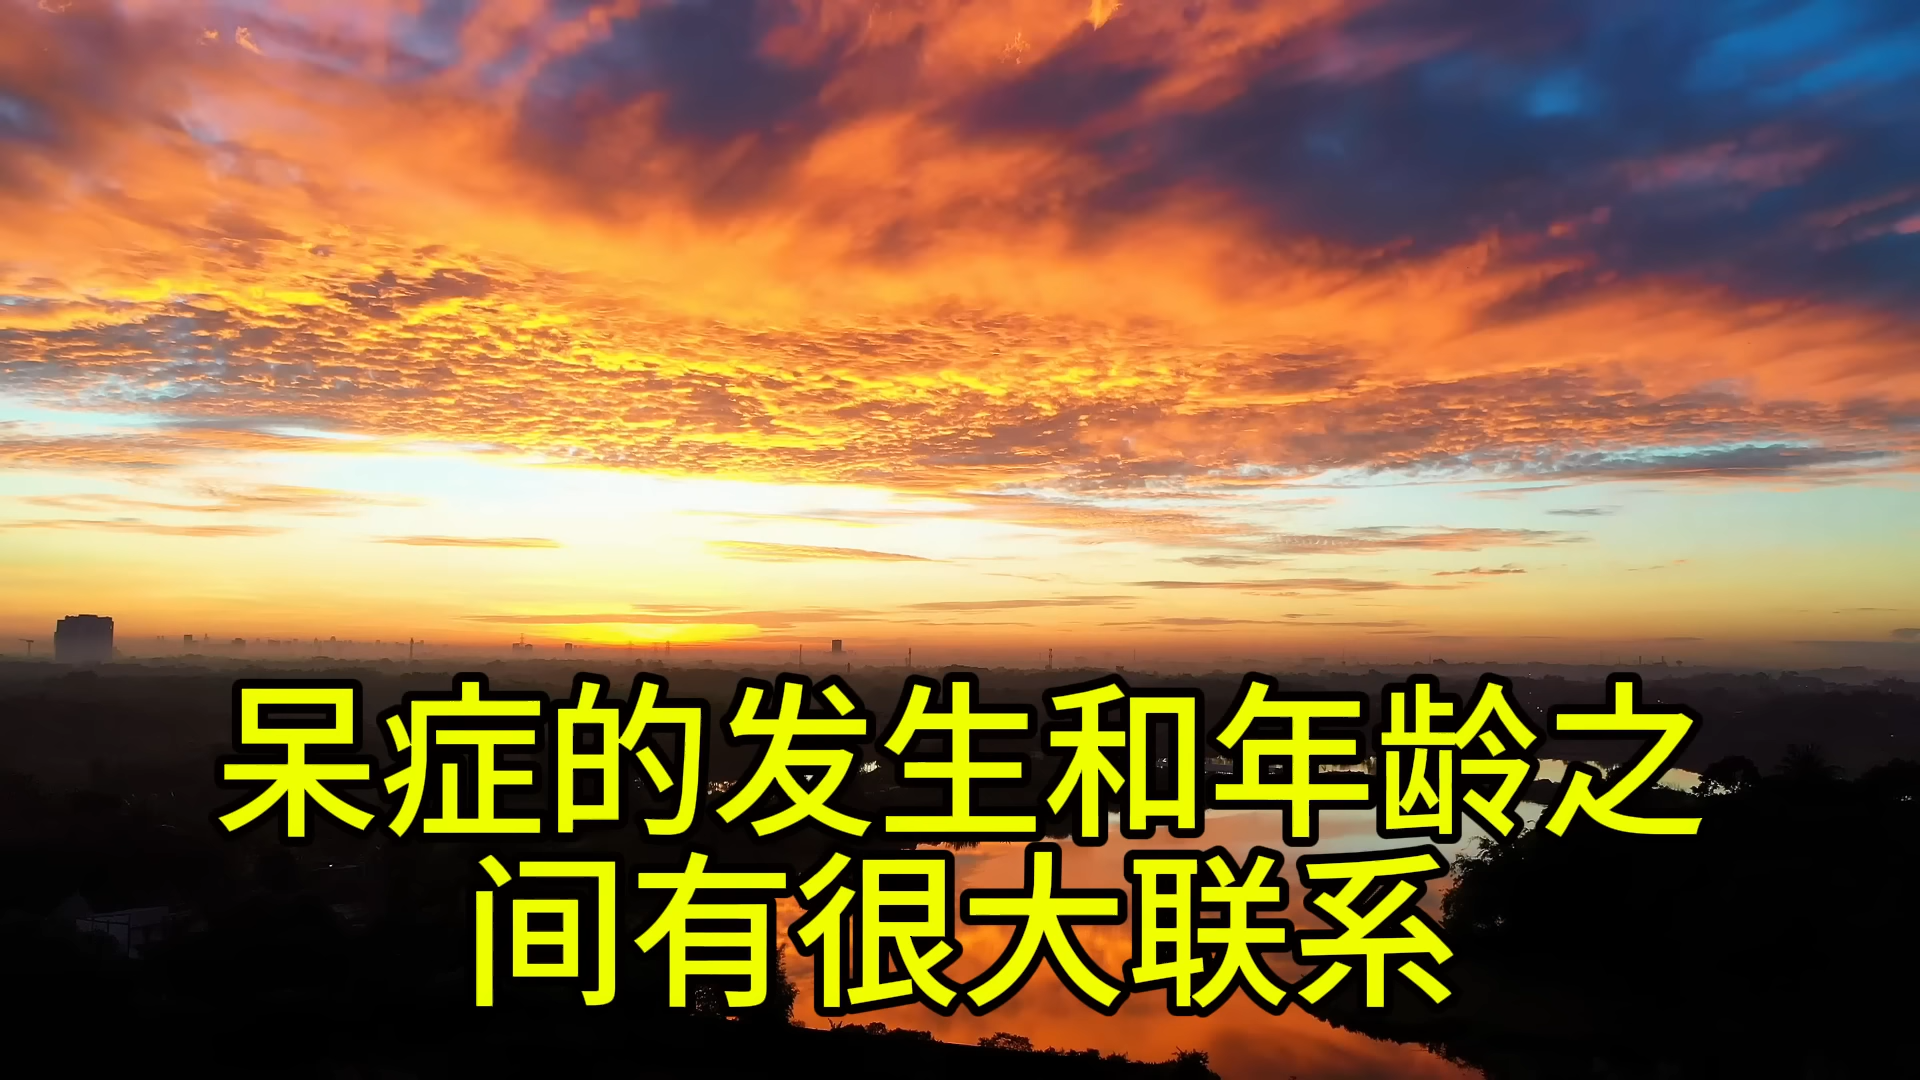 呆症的发生和年龄之
间有很大联系